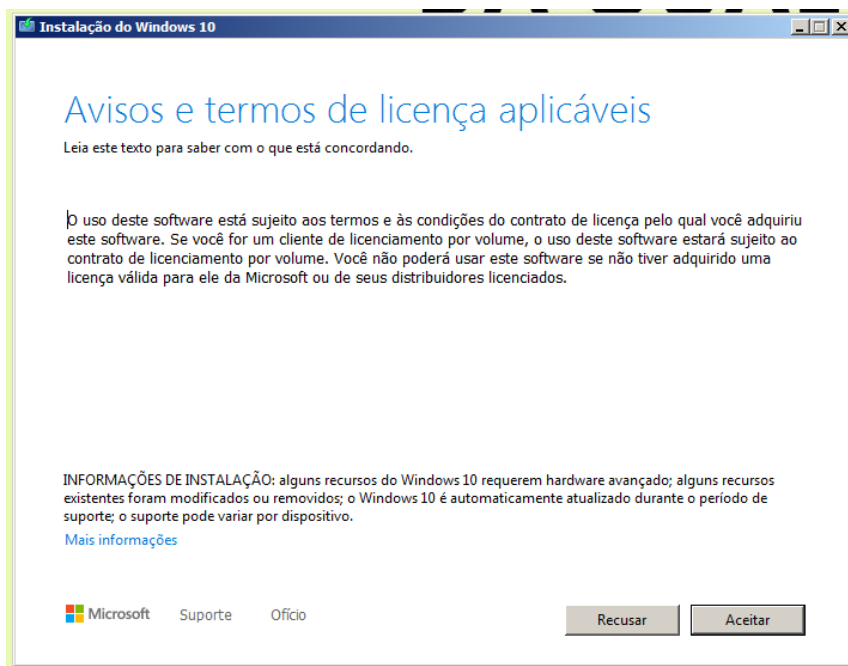 Instalação do Windows 10
Avisos e termos de licença aplicáveis
Leia este texto para saber com o que está concordando.
O uso deste software está sujeito aos termos e às condições do contrato de licença pelo qual você adquiriu
este software. Se você for um cliente de licenciamento por volume, o uso deste software estará sujeito ao
contrato de licenciamento por volume. Você não poderá usar este software se não tiver adquirido uma
licença válida para ele da Microsoft ou de seus distribuidores licenciados.
INFORMAÇÕES DE INSTALAÇÃO: alguns recursos do Windows 10 requerem hardware avançado; alguns recursos
existentes foram modificados ou removidos; o Windows 10 é automaticamente atualizado durante o período de
suporte; o suporte pode variar por dispositivo.
Mais informações
Microsoft Suporte Ofício Recusar Aceitar